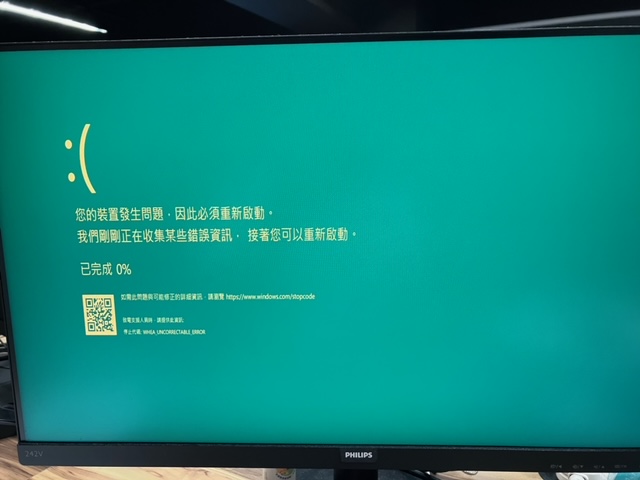 :(
您的裝置發生問題，因此必須重新啟動。
我們剛剛正在收集某些錯誤資訊， 接著您可以重新啟動。
已完成 0%
如需此問題與可能修正的詳細資訊，請瀏覽 https://www.windows.com/stopcode
致電支援人員時，請提供此資訊:
停止代碼: WHEA_UNCORRECTABLE_ERROR
242V
PHILIPS